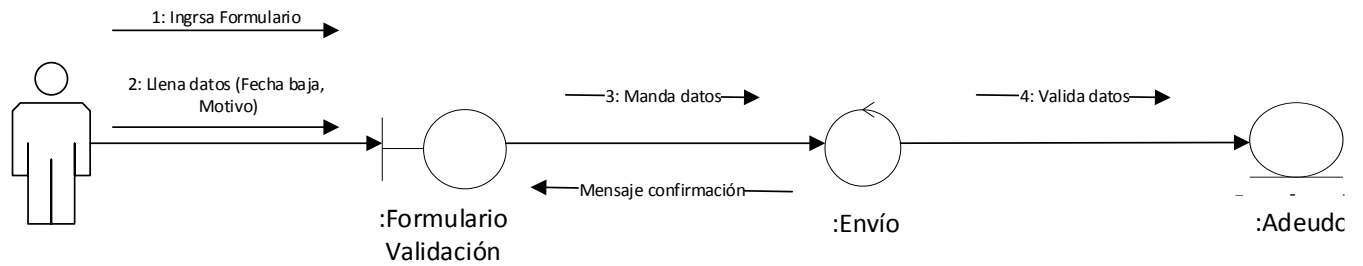 1: Ingrsa Formulario
2: Llena datos (Fecha baja,
Motivo)
3: Manda datos
4: Valida datos
Mensaje confirmación
:Formulario
Validación
:Envío
:Adeudo